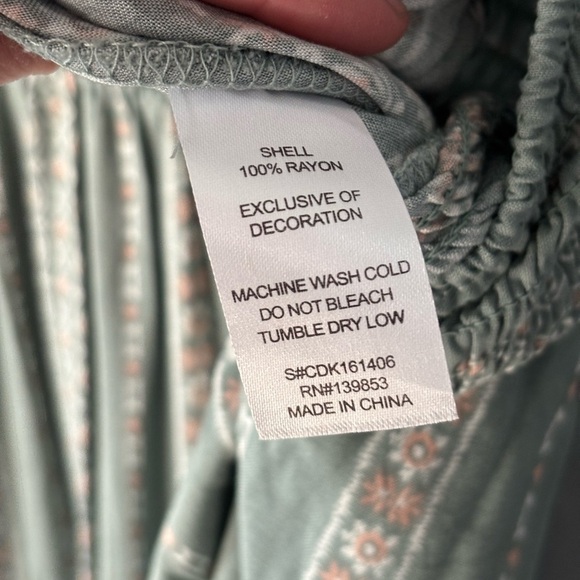 SHELL
100% RAYON
EXCLUSIVE OF
DECORATION
MACHINE WASH COLD
DO NOT BLEACH
TUMBLE DRY LOW
S#CDK161406
RN#139853
MADE IN CHINA